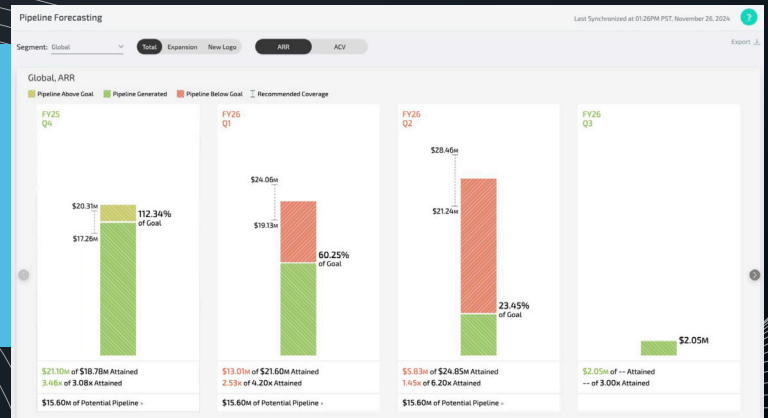 Pipeline Forecasting
Last Synchronized at 01:26PM PST, November 26, 2024
?
Segment: Global
Total Expansion New Logo
ARR ACV
Export
Global, ARR
Pipeline Above Goal Pipeline Generated Pipeline Below Goal Recommended Coverage
FY25
Q4
$20.31M
$17.26M
112.34%
of Goal
$21.10M of $18.78M Attained
3.46x of 3.08x Attained
$15.60M of Potential Pipeline
FY26
Q1
$24.06M
$19.13M
60.25%
of Goal
$13.01M of $21.60M Attained
2.53x of 4.20x Attained
$15.60M of Potential Pipeline
FY26
Q2
$28.46M
$21.24M
23.45%
of Goal
$5.83M of $24.85M Attained
1.45x of 6.20x Attained
$15.60M of Potential Pipeline
FY26
Q3
$2.05M
$2.05M of -- Attained
-- of 3.00x Attained